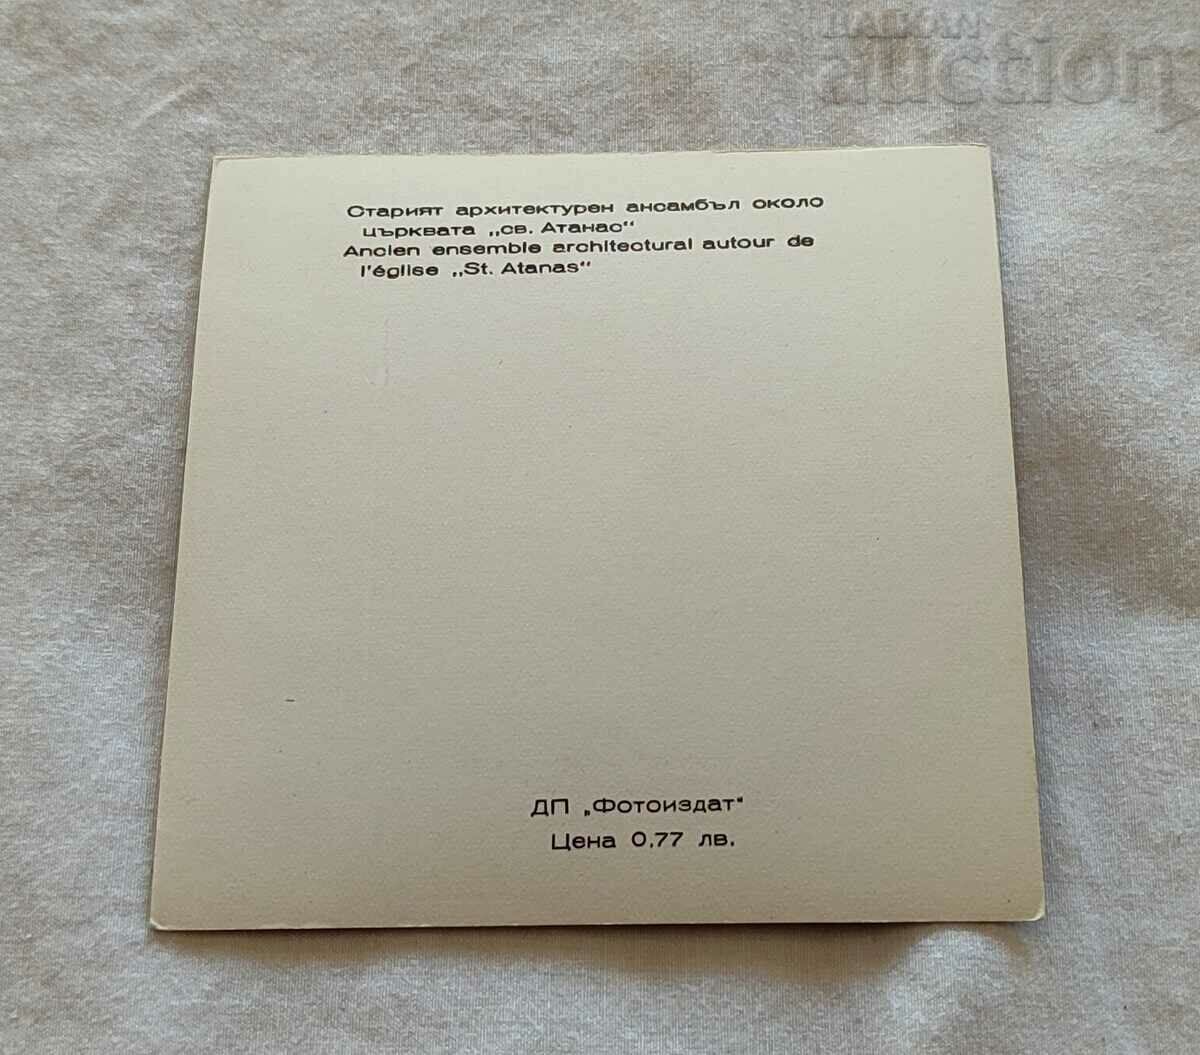 BALKAN
auction
Старият архитектурен ансамбъл около
църквата „св. Атанас“
Ancien ensemble architectural autour de
l'église „St. Atanas“
ДП „Фотоиздат“
Цена 0,77 лв.